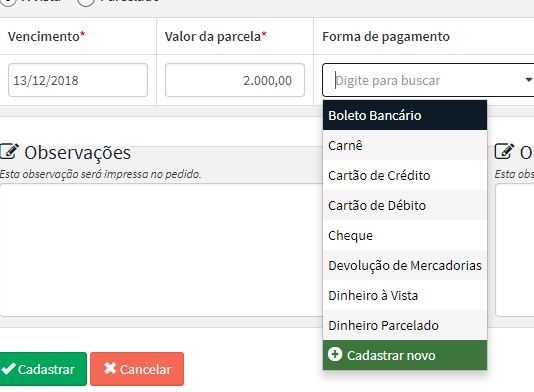 Vencimento*
Valor da parcela*
Forma de pagamento
13/12/2018
2.000,00
Digite para buscar
Boleto Bancário
Carnê
Cartão de Crédito
Cartão de Débito
Cheque
Devolução de Mercadorias
Dinheiro à Vista
Dinheiro Parcelado
Cadastrar novo
Observações
Esta observação será impressa no pedido.
O
Esta obs
Cadastrar
Cancelar